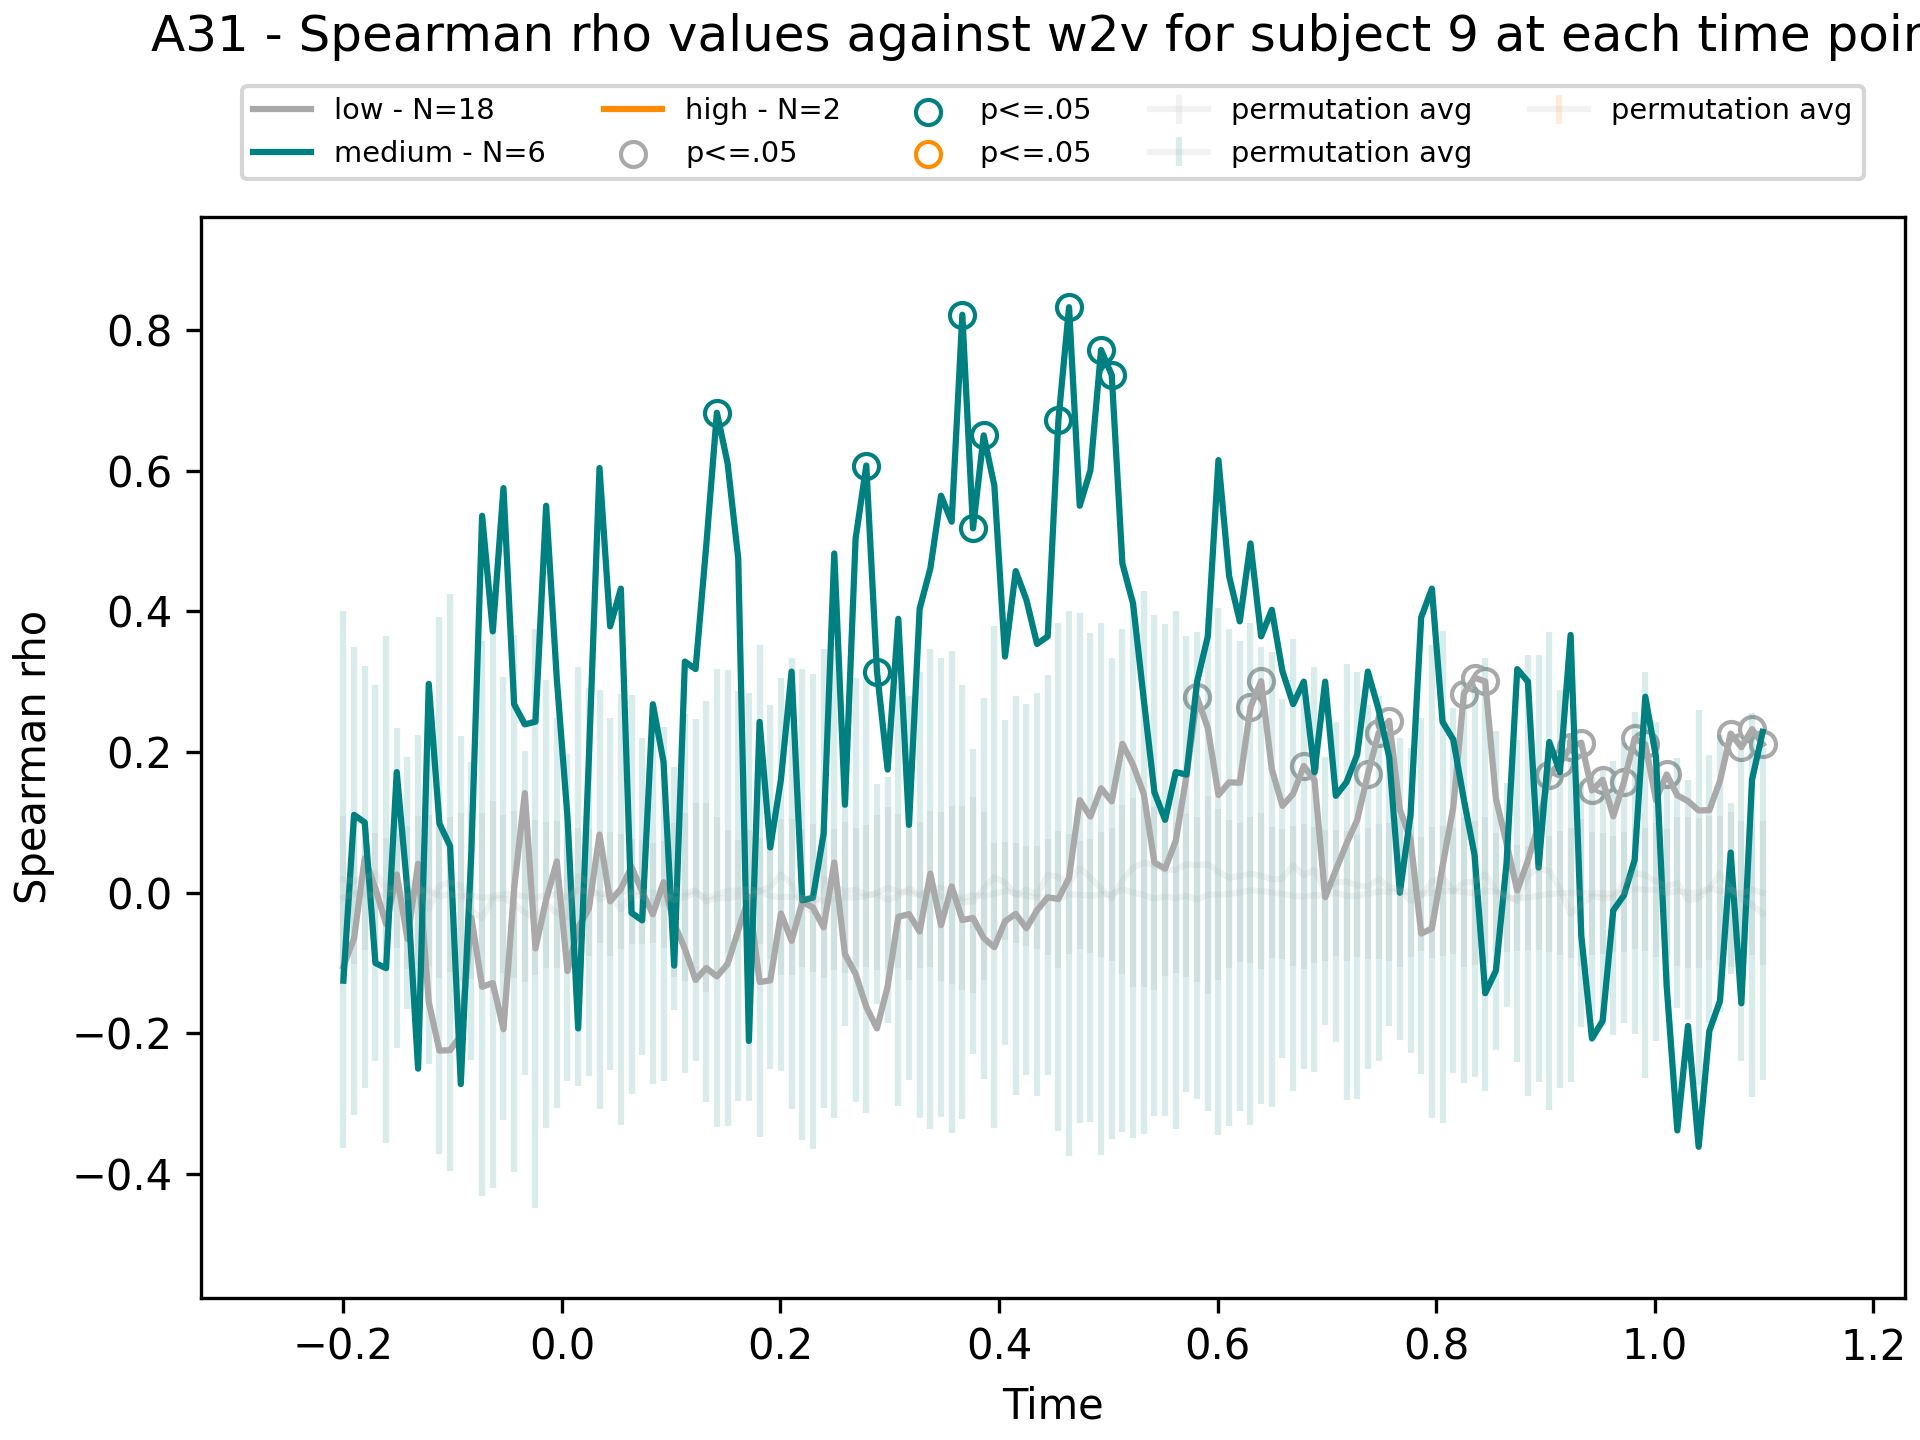 A31 - Spearman rho values against w2v for subject 9 at each time poin
low - N=18
medium - N=6
high - N=2
p<=.05
p<=.05
p<=.05
permutation avg
permutation avg
permutation avg
Spearman rho
0.8
0.6
0.4
0.2
0.0
−0.2
−0.4
−0.2 0.0 0.2 0.4 0.6 0.8 1.0 1.2
Time